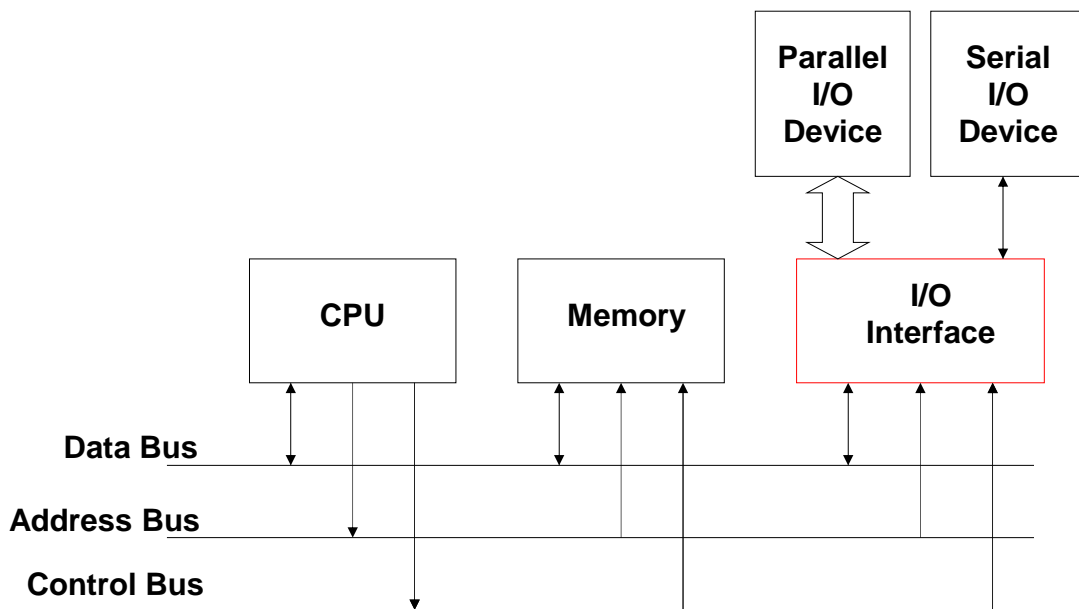 Parallel
I/O
Device
Serial
I/O
Device
CPU
Memory
I/O
Interface
Data Bus
Address Bus
Control Bus